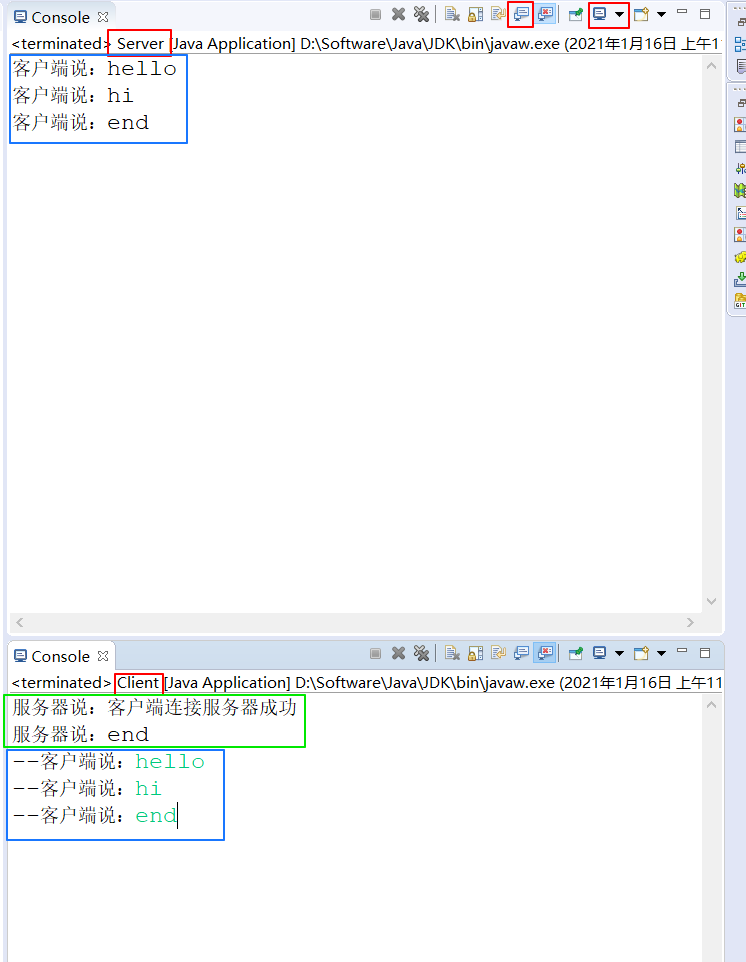 Console
<terminated> Server [Java Application] D:\Software\Java\JDK\bin\javaw.exe (2021年1月16日 上午1
客户端说：hello
客户端说：hi
客户端说：end
GIT
Console
<terminated> Client [Java Application] D:\Software\Java\JDK\bin\javaw.exe (2021年1月16日 上午11
服务器说：客户端连接服务器成功
服务器说：end
--客户端说：hello
--客户端说：hi
--客户端说：end